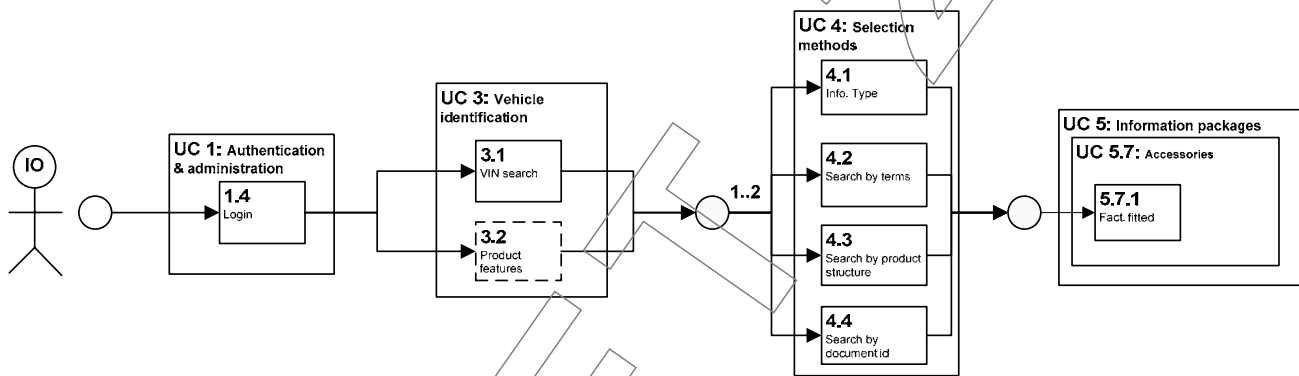 IO
UC 1: Authentication
& administration
1.4
Login
UC 3: Vehicle
identification
3.1
VIN search
3.2
Product
features
1..2
UC 4: Selection
methods
4.1
Info. Type
4.2
Search by terms
4.3
Search by product
structure
4.4
Search by
document id
UC 5: Information packages
UC 5.7: Accessories
5.7.1
Fact. fitted